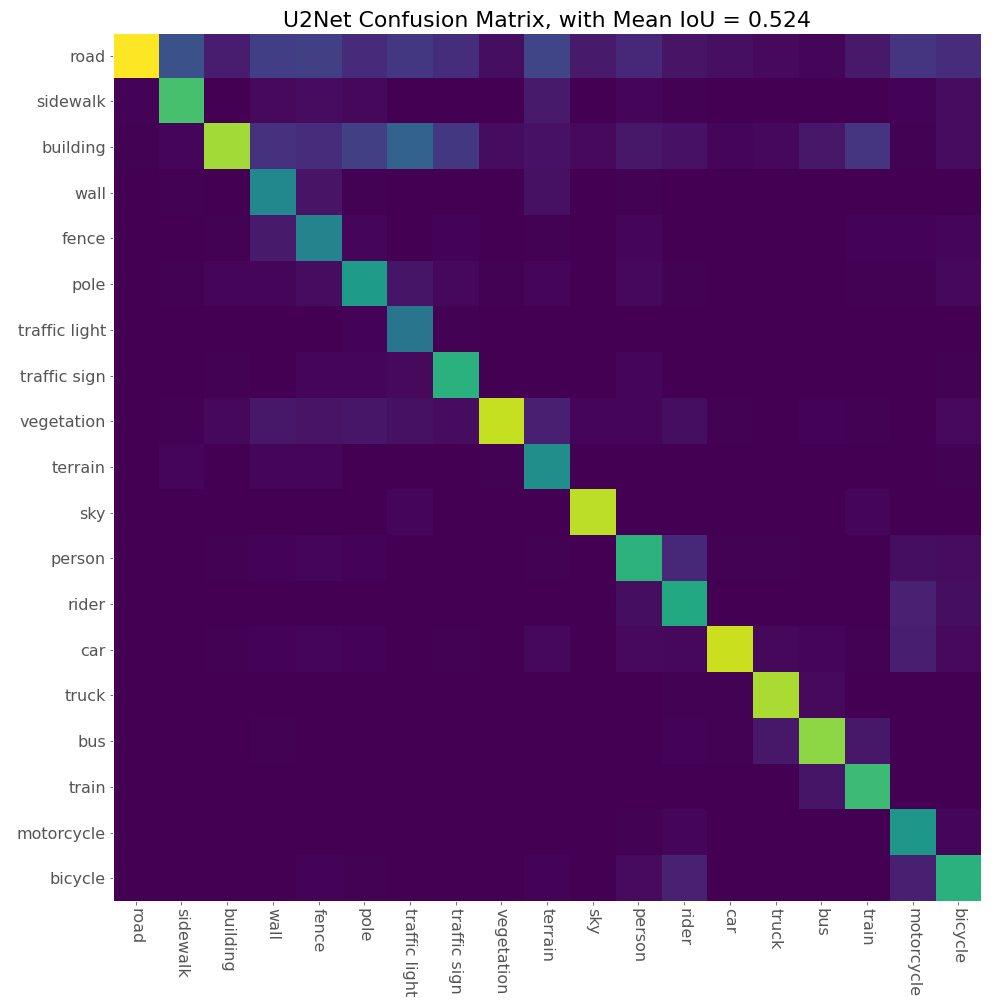 U2Net Confusion Matrix, with Mean IoU = 0.524
road
sidewalk
building
wall
fence
pole
traffic light
traffic sign
vegetation
terrain
sky
person
rider
car
truck
bus
train
motorcycle
bicycle
road
sidewalk
building
wall
fence
pole
traffic light
traffic sign
vegetation
terrain
sky
person
rider
car
truck
bus
train
motorcycle
bicycle